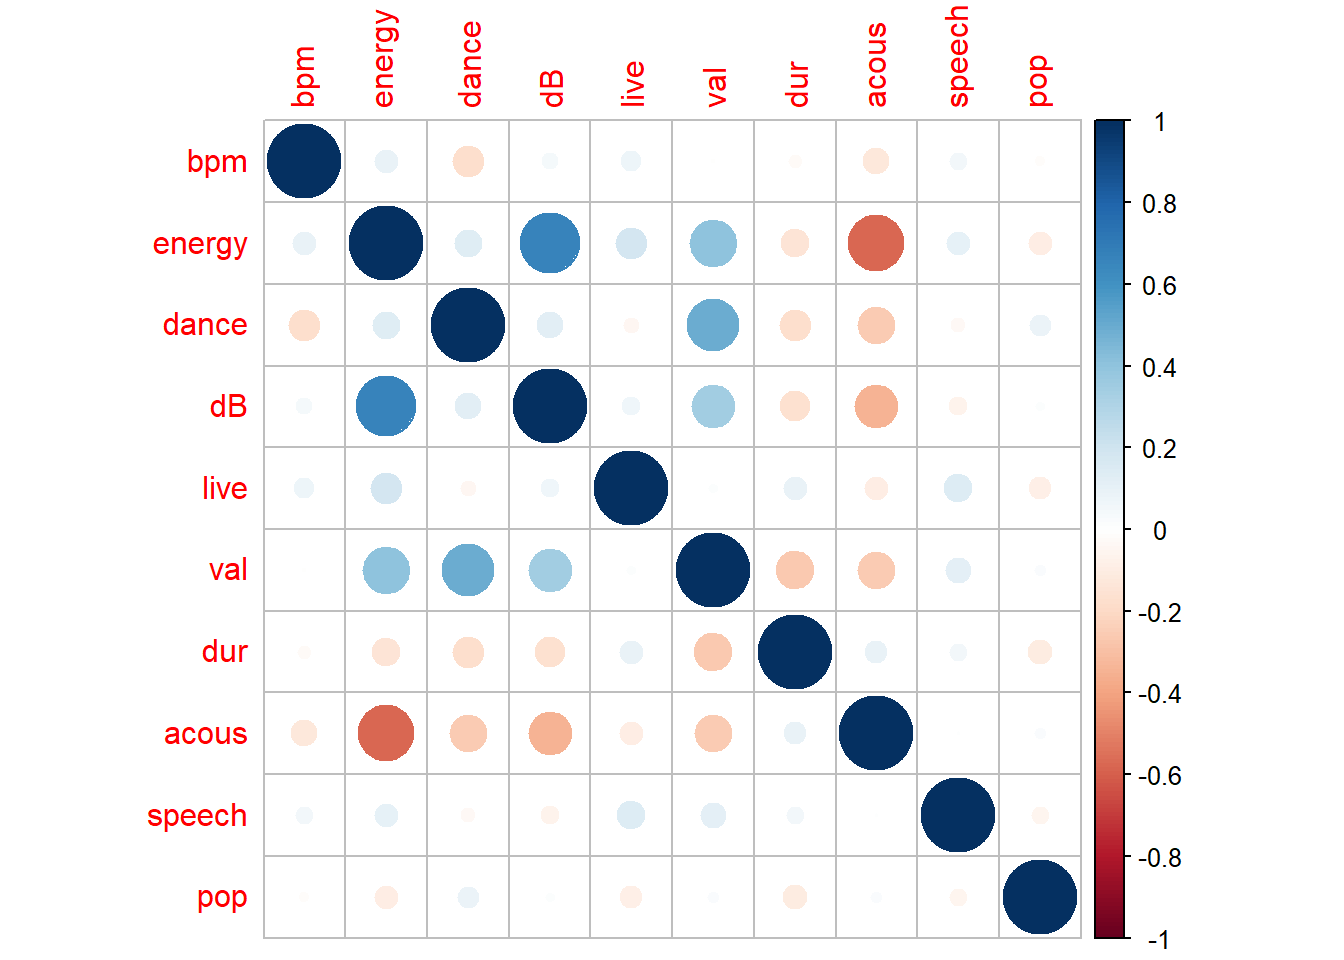 bpm energy dance dB live val dur acous speech pop
bpm
energy
dance
dB
live
val
dur
acous
speech
pop
1
0.8
0.6
0.4
0.2
0
-0.2
-0.4
-0.6
-0.8
-1